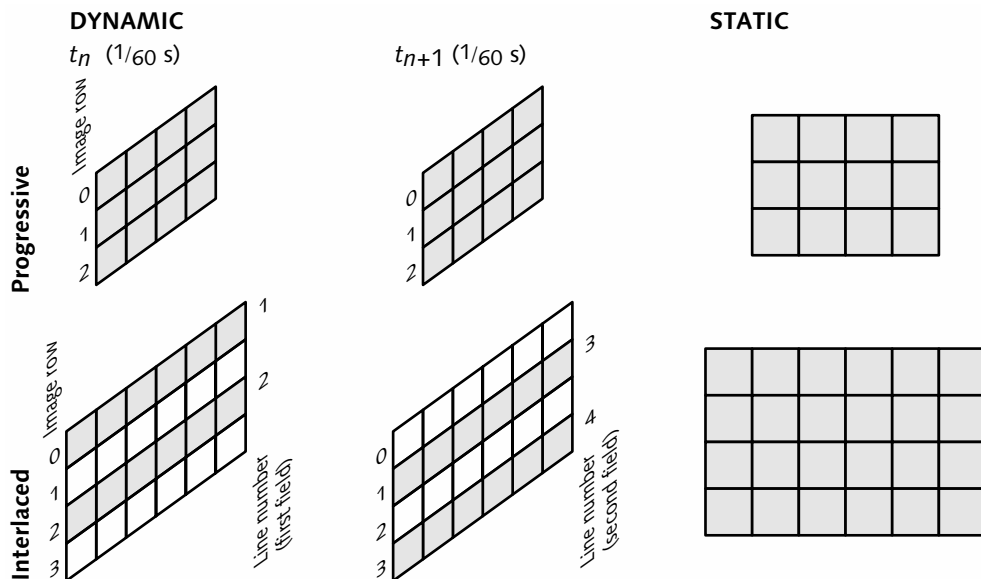 DYNAMIC
STATIC
tn (1/60 s)
tn+1 (1/60 s)
Progressive
Image row
0
1
2
0
1
2
Interlaced
Image row
0
1
2
3
1
2
Line number
(first field)
0
1
2
3
3
4
Line number
(second field)